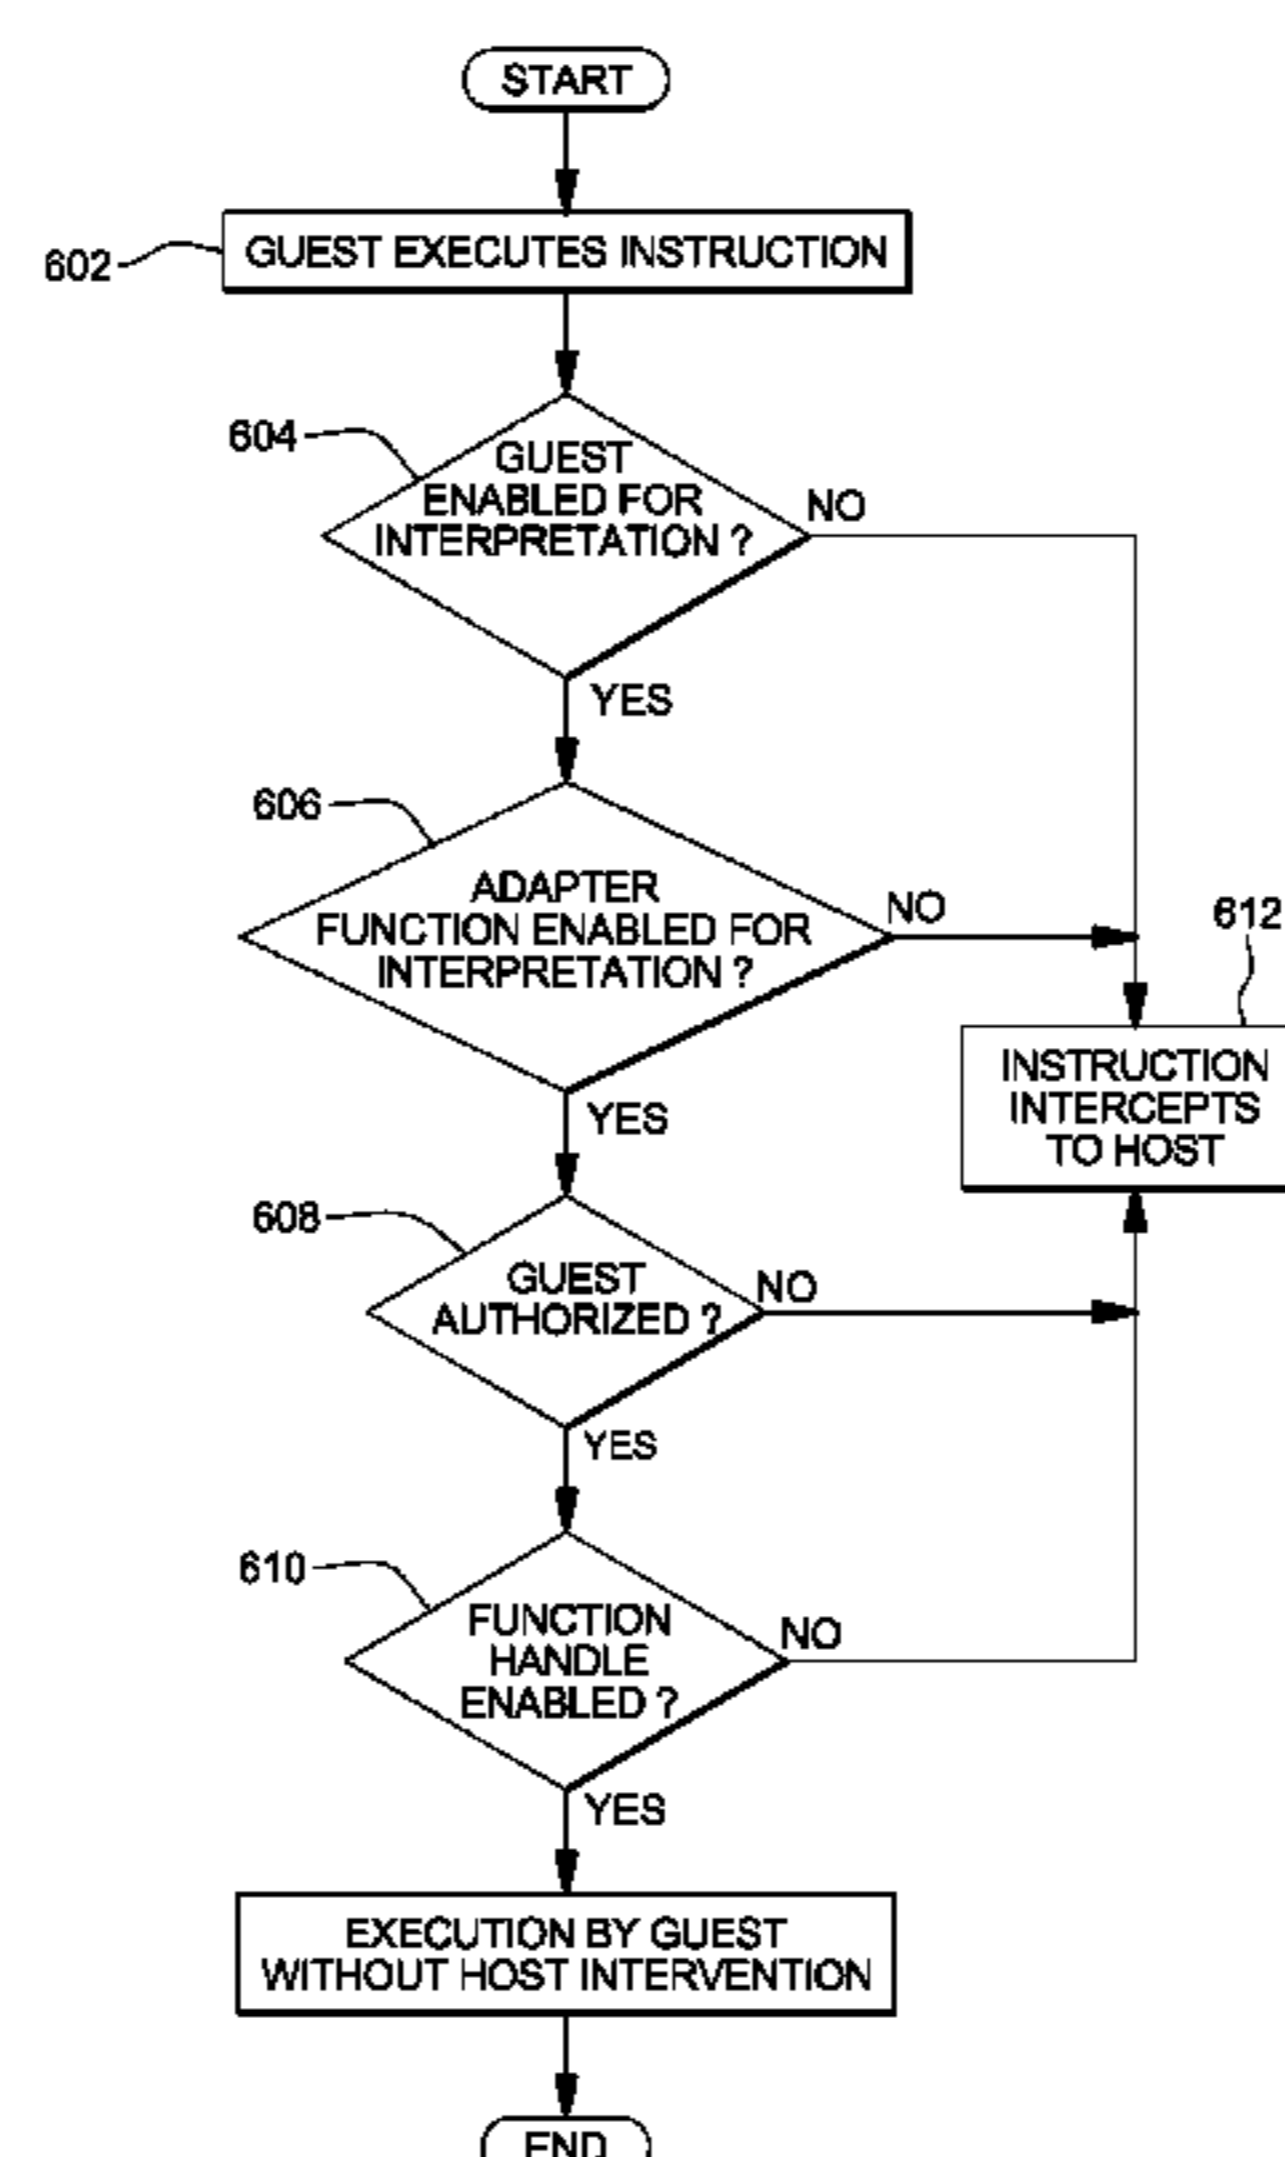 START
602
GUEST EXECUTES INSTRUCTION
604
GUEST
ENABLED FOR
INTERPRETATION ?
NO
YES
606
ADAPTER
FUNCTION ENABLED FOR
INTERPRETATION ?
NO
612
INSTRUCTION
INTERCEPTS
TO HOST
YES
608
GUEST
AUTHORIZED ?
NO
YES
610
FUNCTION
HANDLE
ENABLED ?
NO
YES
EXECUTION BY GUEST
WITHOUT HOST INTERVENTION
END